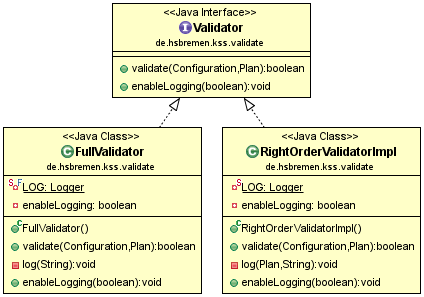 <<Java Interface>>
Validator
de.hsbremen.kss.validate
validate(Configuration,Plan):boolean
enableLogging(boolean):void
<<Java Class>>
FullValidator
de.hsbremen.kss.validate
LOG: Logger
enableLogging: boolean
FullValidator()
validate(Configuration,Plan):boolean
log(String):void
enableLogging(boolean):void
<<Java Class>>
RightOrderValidatorImpl
de.hsbremen.kss.validate
LOG: Logger
enableLogging: boolean
RightOrderValidatorImpl()
validate(Configuration,Plan):boolean
log(Plan,String):void
enableLogging(boolean):void